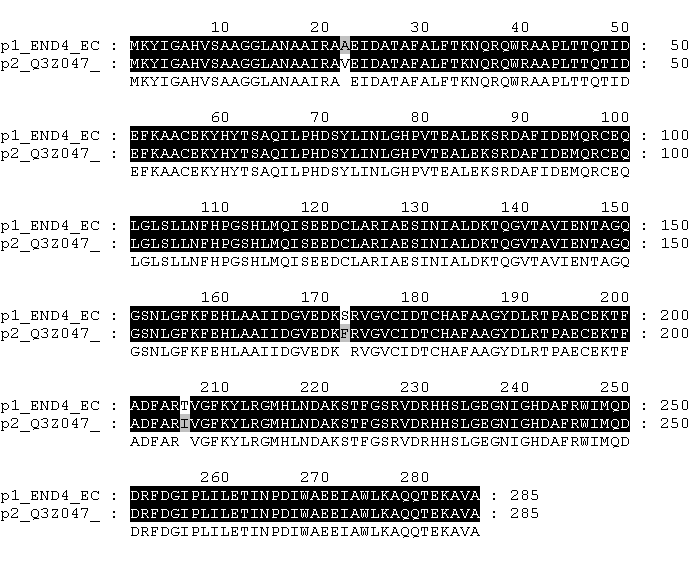 10 20 30 40 50
p1_END4_EC : MKYIGAHVSAAGGLANAAIRAAEIDATAFALFTKNQRQWRAAPLTTQTID : 50
p2_Q3Z047_ : MKYIGAHVSAAGGLANAAIRAVEIDATAFALFTKNQRQWRAAPLTTQTID : 50
MKYIGAHVSAAGGLANAAIRA EIDATAFALFTKNQRQWRAAPLTTQTID
60 70 80 90 100
p1_END4_EC : EFKAACEKYHYTSAQILPHDSYLINLGHPVTEALEKSRDAFIDEMQRCEQ : 100
p2_Q3Z047_ : EFKAACEKYHYTSAQILPHDSYLINLGHPVTEALEKSRDAFIDEMQRCEQ : 100
EFKAACEKYHYTSAQILPHDSYLINLGHPVTEALEKSRDAFIDEMQRCEQ
110 120 130 140 150
p1_END4_EC : LGLSLLNFHPGSHLMQISEEDCLARIAESINIALDKTQGVTAVIENTAGQ : 150
p2_Q3Z047_ : LGLSLLNFHPGSHLMQISEEDCLARIAESINIALDKTQGVTAVIENTAGQ : 150
LGLSLLNFHPGSHLMQISEEDCLARIAESINIALDKTQGVTAVIENTAGQ
160 170 180 190 200
p1_END4_EC : GSNLGFKFEHLAAIIDGVEDKSRVGVCIDTCHAFAAGYDLRTPAECEKTF : 200
p2_Q3Z047_ : GSNLGFKFEHLAAIIDGVEDKFRVGVCIDTCHAFAAGYDLRTPAECEKTF : 200
GSNLGFKFEHLAAIIDGVEDK RVGVCIDTCHAFAAGYDLRTPAECEKTF
210 220 230 240 250
p1_END4_EC : ADFARTVGFKYLRGMHLNDAKSTFGSRVDRHHSLGEGNIGHDAFRWIMQD : 250
p2_Q3Z047_ : ADFARIVGFKYLRGMHLNDAKSTFGSRVDRHHSLGEGNIGHDAFRWIMQD : 250
ADFAR VGFKYLRGMHLNDAKSTFGSRVDRHHSLGEGNIGHDAFRWIMQD
260 270 280
p1_END4_EC : DRFDGIPLILETINPDIWAEEIAWLKAQQTEKAVA : 285
p2_Q3Z047_ : DRFDGIPLILETINPDIWAEEIAWLKAQQTEKAVA : 285
DRFDGIPLILETINPDIWAEEIAWLKAQQTEKAVA